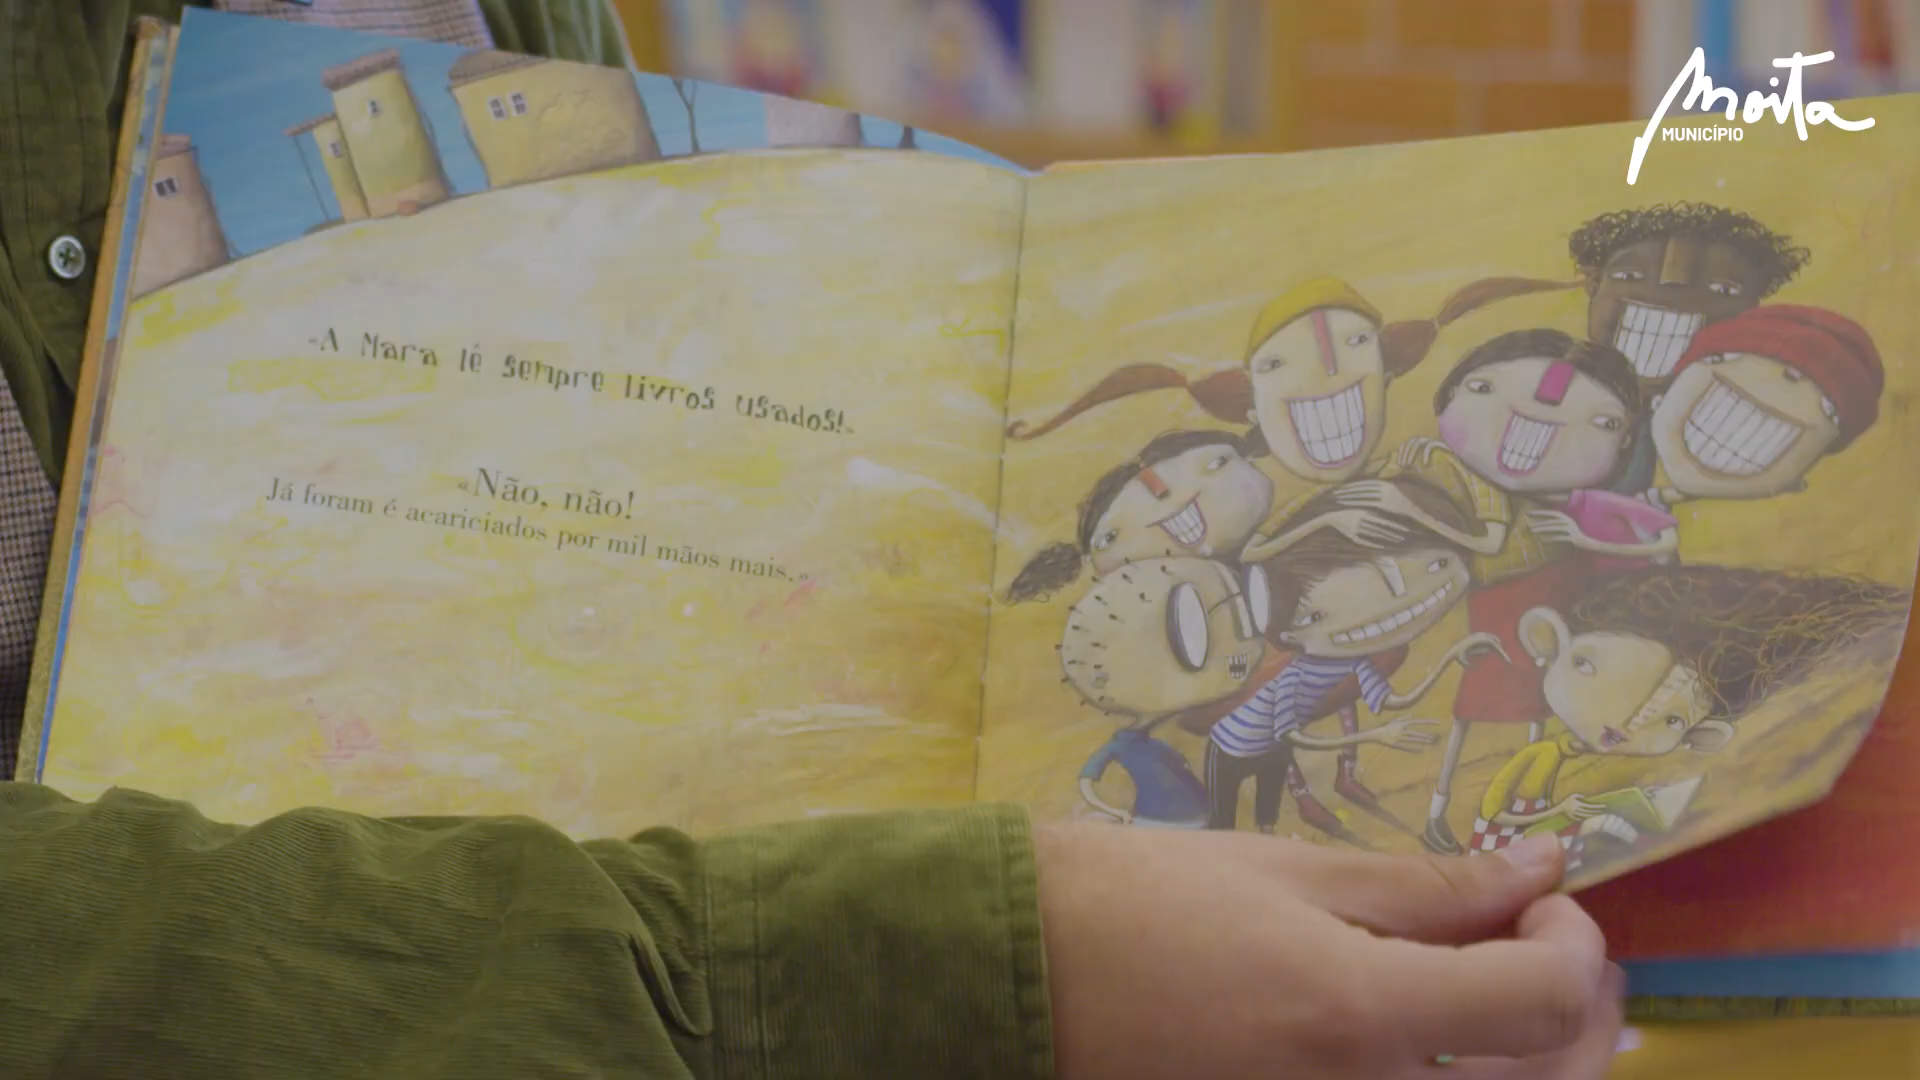 Moita
MUNICÍPIO
«A Mara lê sempre livros usados!»
«Não, não!
Já foram é acariciados por mil mãos mais.»